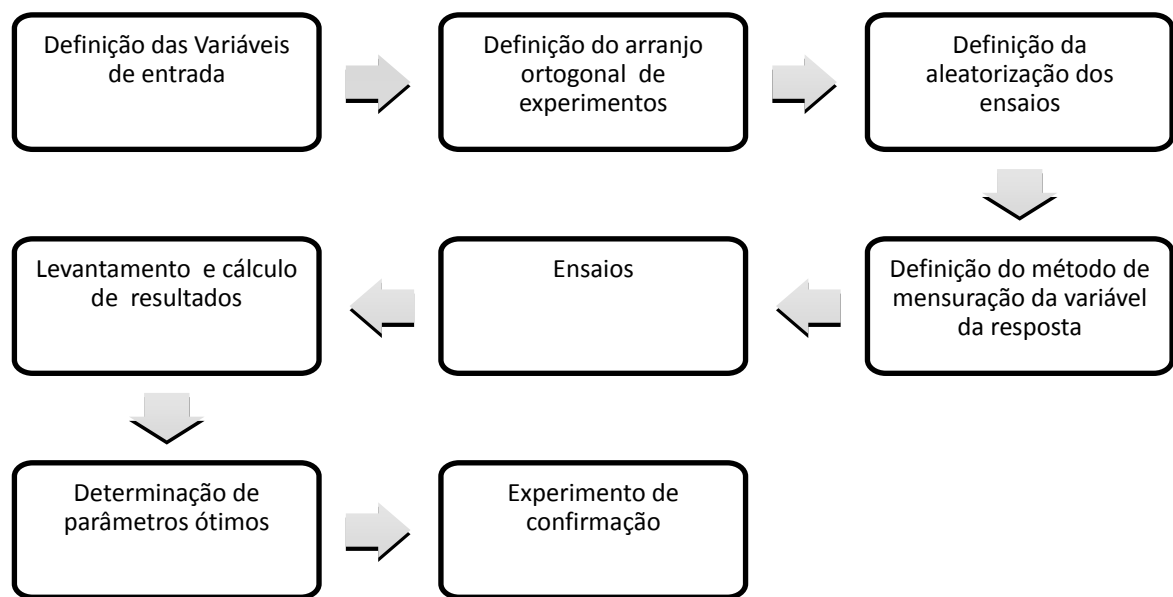 Definição das Variáveis
de entrada
Definição do arranjo
ortogonal de
experimentos
Definição da
aleatorização dos
ensaios
Definição do método de
mensuração da variável
da resposta
Ensaios
Levantamento e cálculo
de resultados
Determinação de
parâmetros ótimos
Experimento de
confirmação